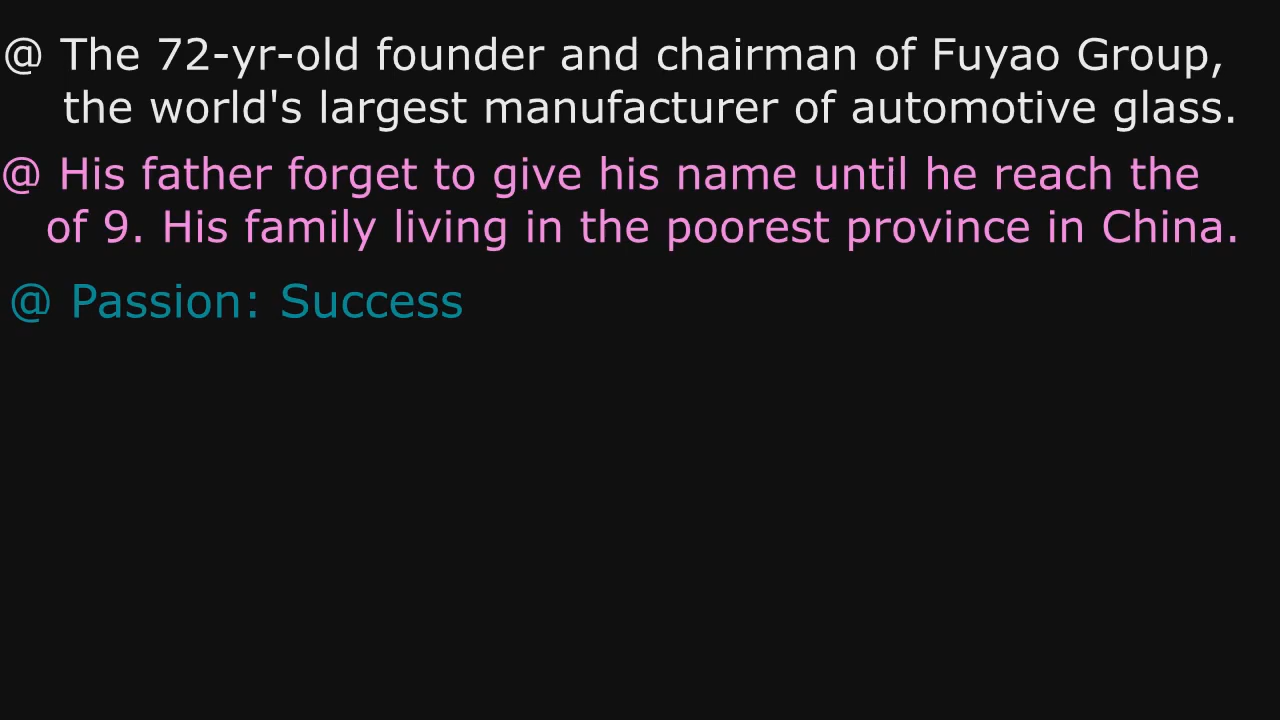 @ The 72-yr-old founder and chairman of Fuyao Group,
the world's largest manufacturer of automotive glass.
@ His father forget to give his name until he reach the
of 9. His family living in the poorest province in China.
@ Passion: Success